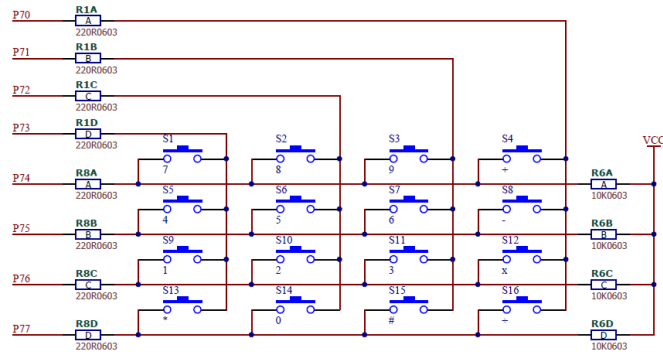 P70 R1A
A
220R0603
P71 R1B
B
220R0603
P72 R1C
C
220R0603
P73 R1D
D
220R0603
S1 S2 S3 S4
7 8 9 +
VCC
P74 R8A R6A
A A
220R0603 10K0603
S5 S6 S7 S8
4 5 6 -
P75 R8B R6B
B B
220R0603 10K0603
S9 S10 S11 S12
1 2 3 x
P76 R8C R6C
C C
220R0603 10K0603
S13 S14 S15 S16
* 0 # ÷
P77 R8D R6D
D D
220R0603 10K0603